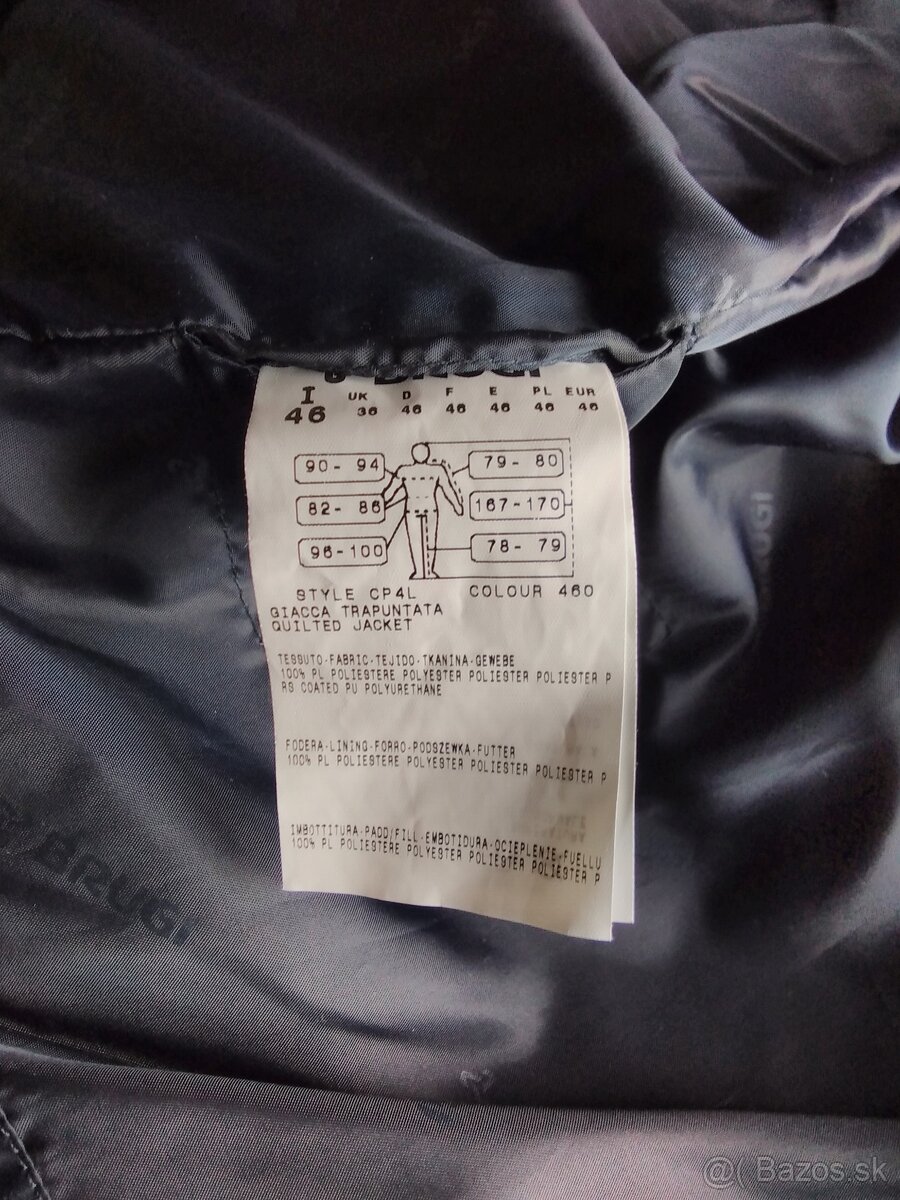 BRUGI
I UK D F E PL EUR
46 36 46 46 46 46 46
90-94 79-80
82-86 167-170
96-100 78-79
STYLE CP4L COLOUR 460
GIACCA TRAPUNTATA
QUILTED JACKET
TESSUTO-FABRIC-TEJIDO-TKANINA-GEWEBE
100% PL POLIESTERE POLYESTER POLIESTER POLIESTER P
RS COATED PU POLYURETHANE
FODERA-LINING-FORRO-PODSZEWKA-FUTTER
100% PL POLIESTERE POLYESTER POLIESTER POLIESTER P
IMBOTTITURA-PADD/FILL-EMBOTIDURA-OCIEPLENIE-FUELLU
100% PL POLIESTERE POLYESTER POLIESTER POLIESTER P
BRUGI
UGI
@( Bazos.sk